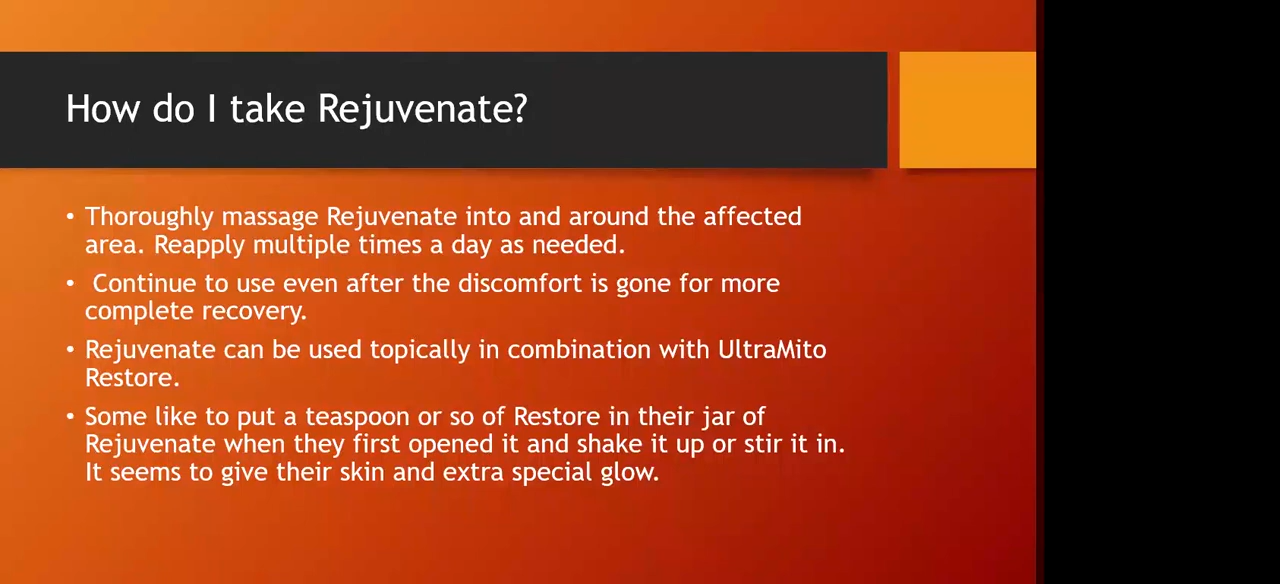 How do I take Rejuvenate?
• Thoroughly massage Rejuvenate into and around the affected
area. Reapply multiple times a day as needed.
• Continue to use even after the discomfort is gone for more
complete recovery.
• Rejuvenate can be used topically in combination with UltraMito
Restore.
• Some like to put a teaspoon or so of Restore in their jar of
Rejuvenate when they first opened it and shake it up or stir it in.
It seems to give their skin and extra special glow.